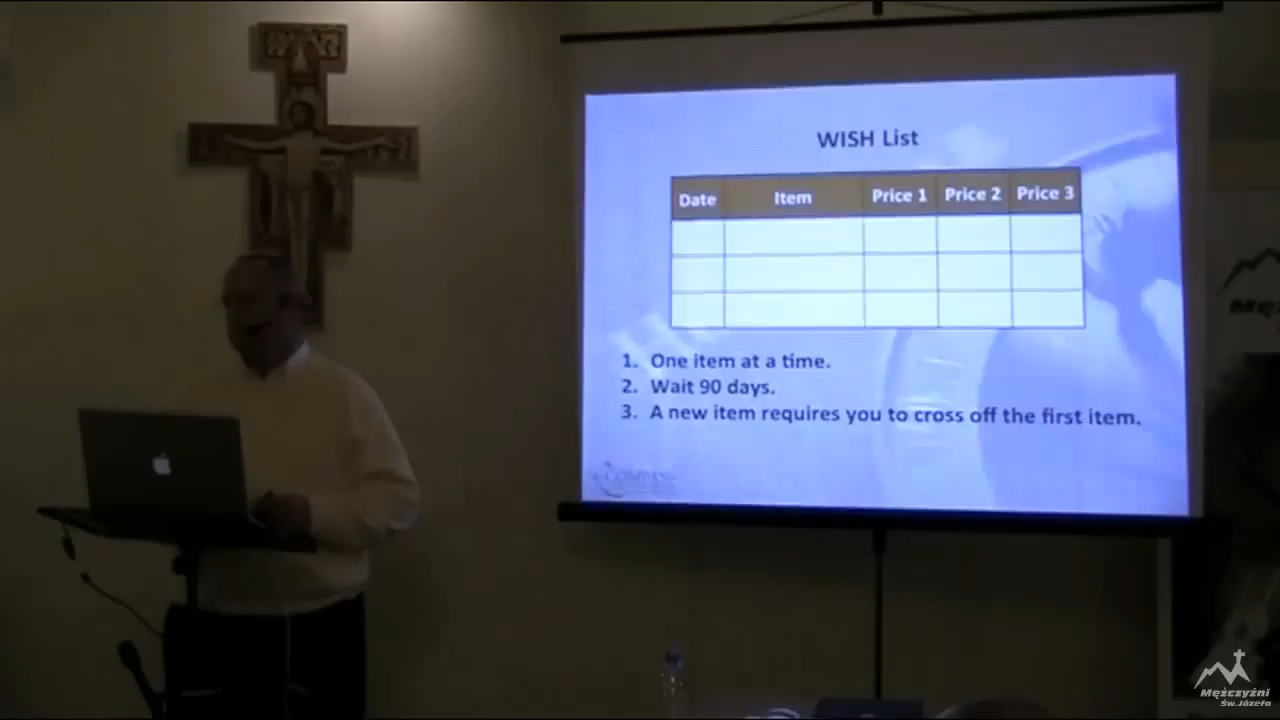 WISH List
Date Item Price 1 Price 2 Price 3
1. One item at a time.
2. Wait 90 days.
3. A new item requires you to cross off the first item.
COMPASS
Mężczyźni
Św.Józefa